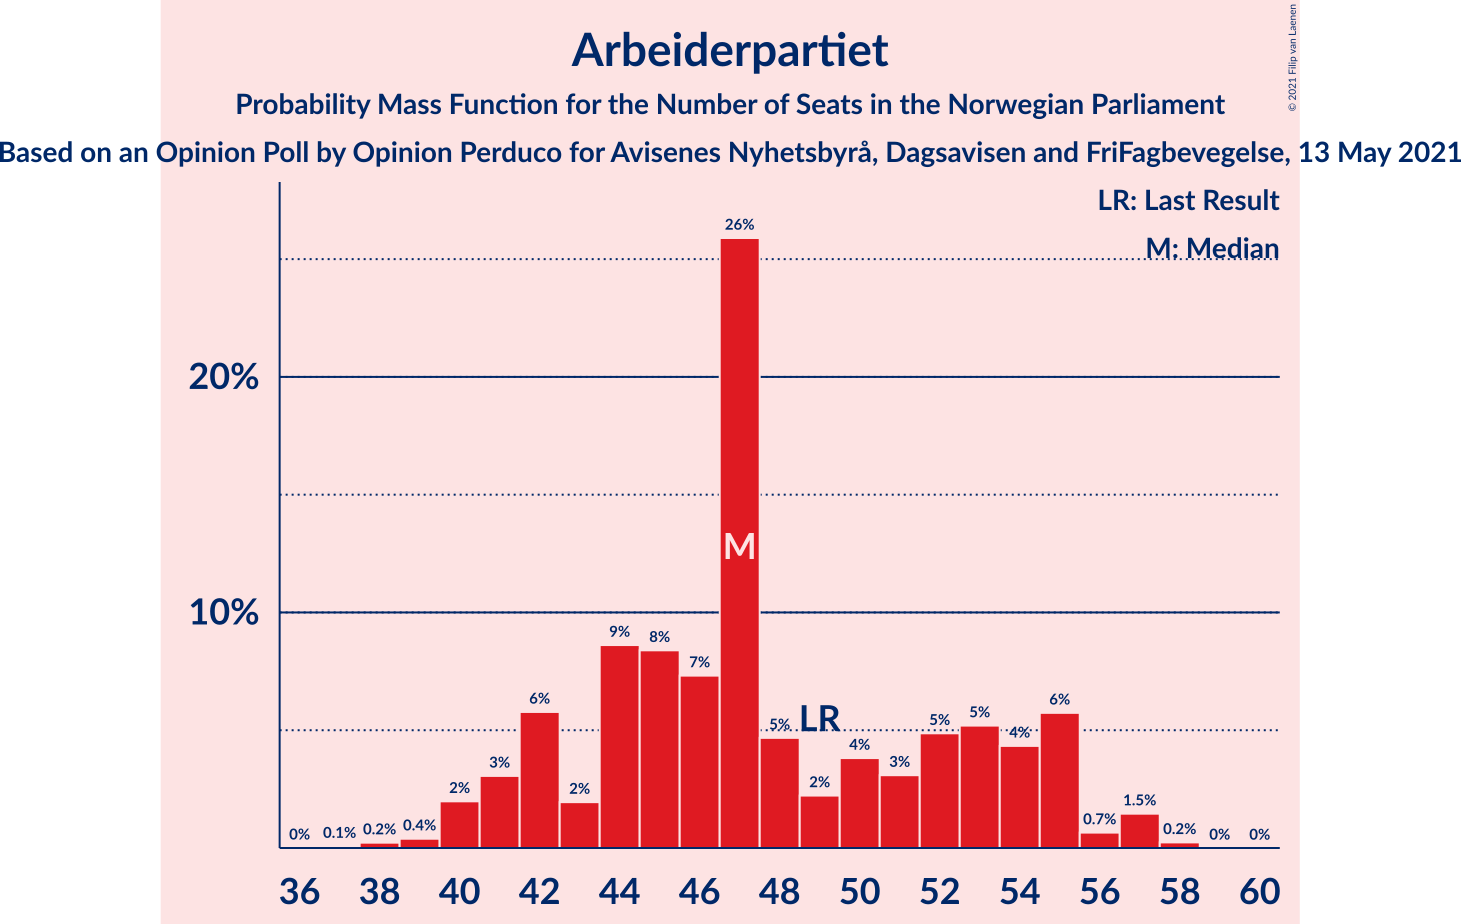 Arbeiderpartiet
Probability Mass Function for the Number of Seats in the Norwegian Parliament
Based on an Opinion Poll by Opinion Perduco for Avisenes Nyhetsbyrå, Dagsavisen and FriFagbevegelse, 13 May 2021
© 2021 Filip van Laenen
LR: Last Result
M: Median
20%
10%
0% 0.1% 0.2% 0.4% 2% 3% 6% 2% 9% 8% 7% 26% 5% 2% 4% 3% 5% 5% 4% 6% 0.7% 1.5% 0.2% 0% 0%
M
LR
36 38 40 42 44 46 48 50 52 54 56 58 60